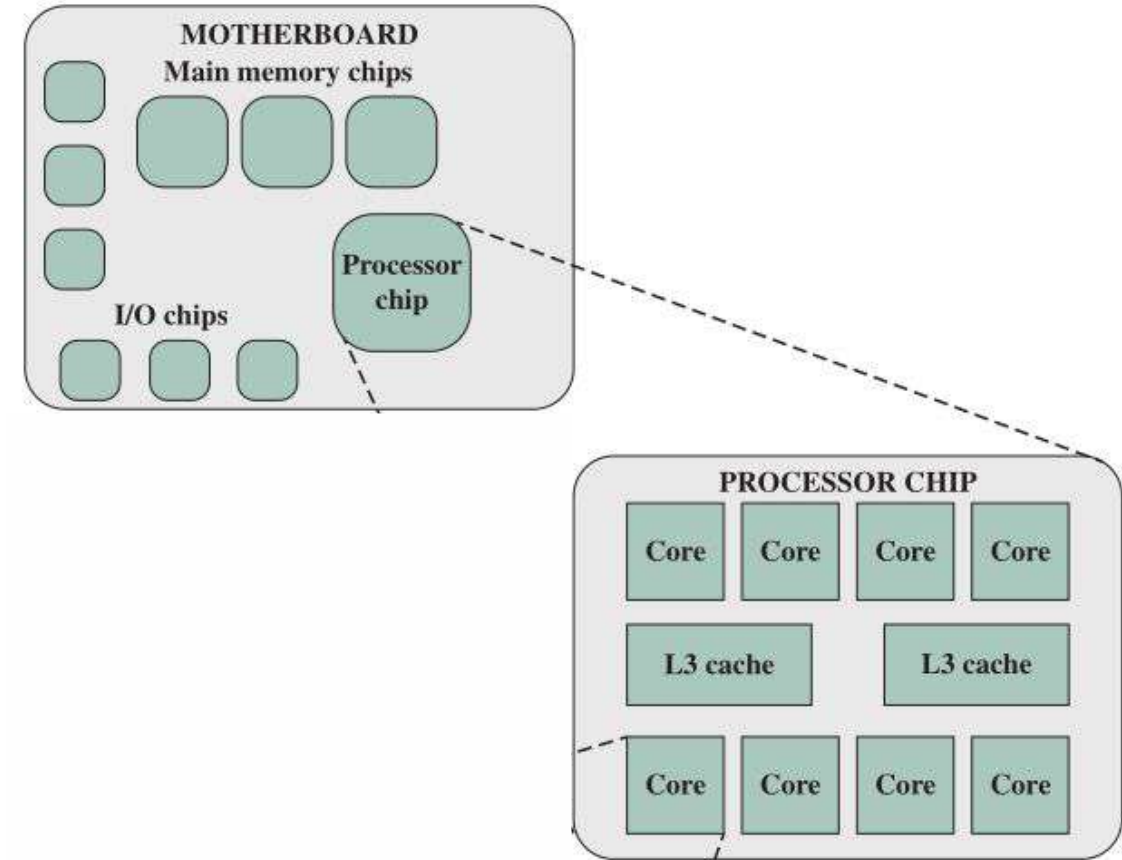 MOTHERBOARD
Main memory chips
Processor
chip
I/O chips
PROCESSOR CHIP
Core Core Core Core
L3 cache L3 cache
Core Core Core Core